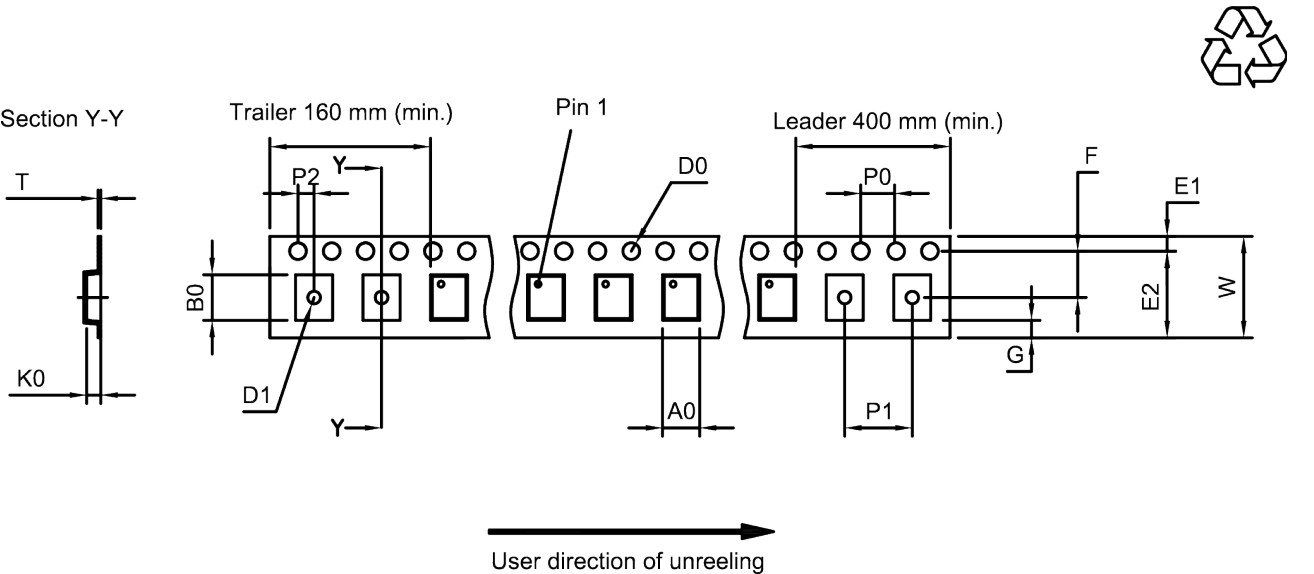 Section Y-Y
Trailer 160 mm (min.)
Pin 1
Leader 400 mm (min.)
T
P2
Y
D0
P0
F
E1
B0
E2
W
K0
D1
Y
A0
P1
G
User direction of unreeling